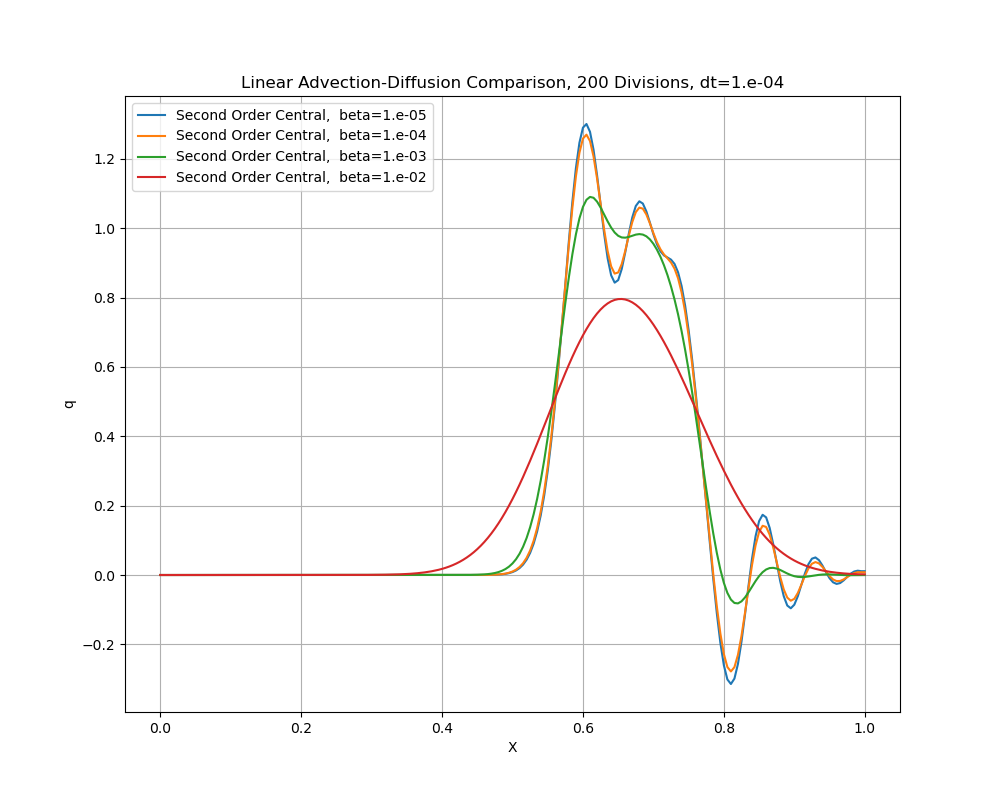 Linear Advection-Diffusion Comparison, 200 Divisions, dt=1.e-04
Second Order Central,  beta=1.e-05
Second Order Central,  beta=1.e-04
Second Order Central,  beta=1.e-03
Second Order Central,  beta=1.e-02
1.2
1.0
0.8
0.6
0.4
0.2
0.0
−0.2
q
0.0 0.2 0.4 0.6 0.8 1.0
X